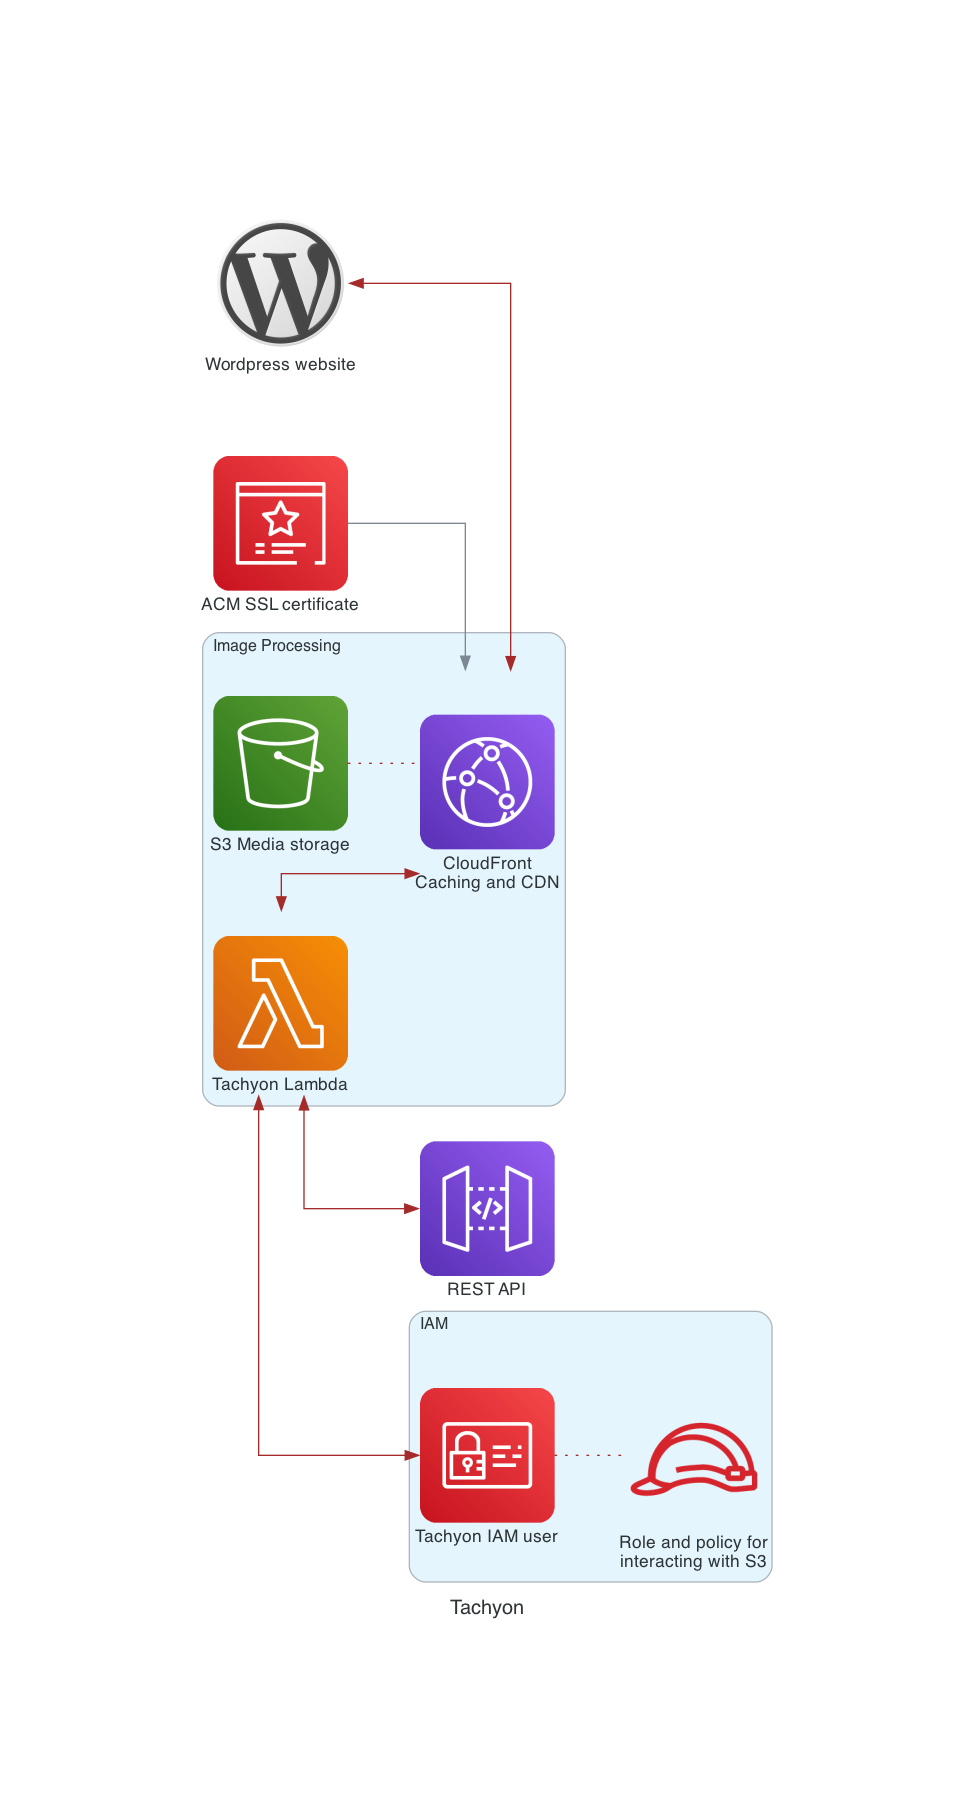 Wordpress website
ACM SSL certificate
Image Processing
S3 Media storage
CloudFront
Caching and CDN
Tachyon Lambda
REST API
IAM
Tachyon IAM user
Role and policy for
interacting with S3
Tachyon